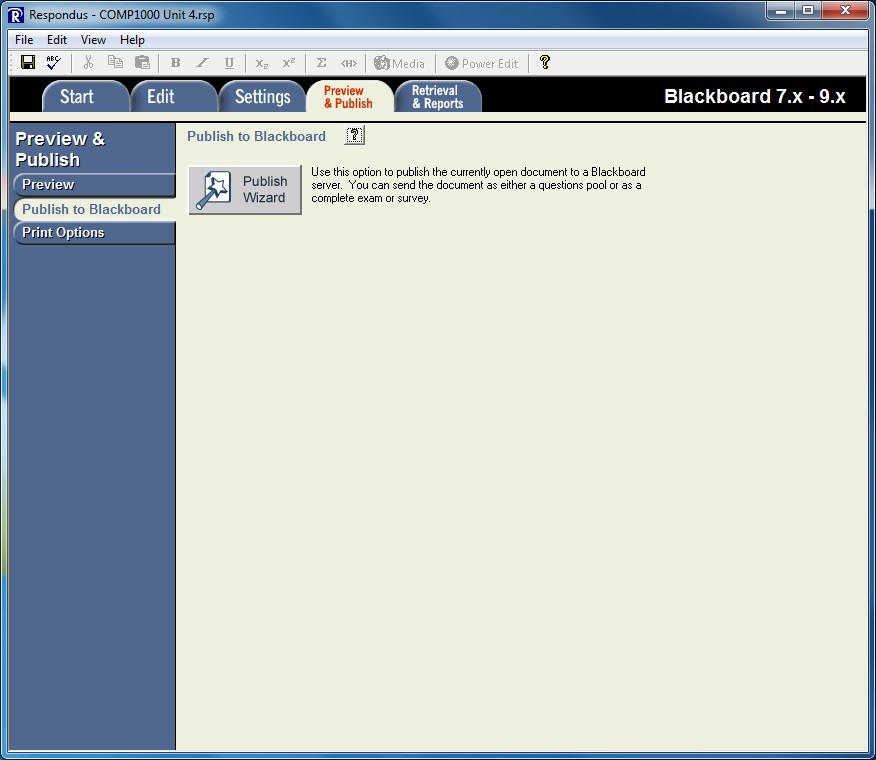 Respondus - COMP1000 Unit 4.rsp
File Edit View Help
ABC B I U X₂ X² Σ <H> Media Power Edit ?
Start Edit Settings Preview & Publish Retrieval & Reports Blackboard 7.x - 9.x
Preview &
Publish
Preview
Publish to Blackboard
Print Options
Publish to Blackboard ?
Publish
Wizard
Use this option to publish the currently open document to a Blackboard
server. You can send the document as either a questions pool or as a
complete exam or survey.